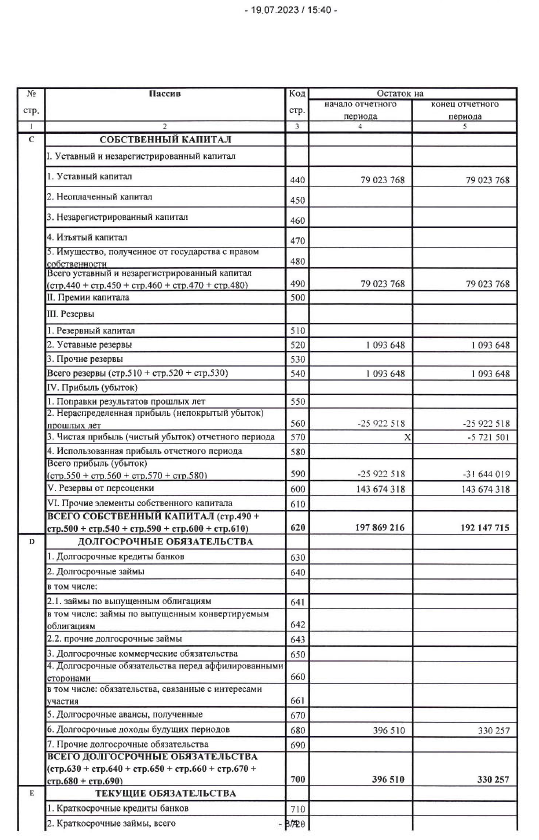 - 19.07.2023 / 15:40 -
№ Пассив Код Остаток на
стр. стр. начало отчетного периода конец отчетного периода
1 2 3 4 5
C СОБСТВЕННЫЙ КАПИТАЛ
I. Уставный и незарегистрированный капитал
1. Уставный капитал 440 79 023 768 79 023 768
2. Неоплаченный капитал 450
3. Незарегистрированный капитал 460
4. Изъятый капитал 470
5. Имущество, полученное от государства с правом
собственности 480
Всего уставный и незарегистрированный капитал
(стр.440 + стр.450 + стр.460 + стр.470 + стр.480) 490 79 023 768 79 023 768
II. Премии капитала 500
III. Резервы
1. Резервный капитал 510
2. Уставные резервы 520 1 093 648 1 093 648
3. Прочие резервы 530
Всего резервы (стр.510 + стр.520 + стр.530) 540 1 093 648 1 093 648
IV. Прибыль (убыток)
1. Поправки результатов прошлых лет 550
2. Нераспределенная прибыль (непокрытый убыток)
прошлых лет 560 -25 922 518 -25 922 518
3. Чистая прибыль (чистый убыток) отчетного периода 570 X -5 721 501
4. Использованная прибыль отчетного периода 580
Всего прибыль (убыток)
(стр.550 + стр.560 + стр.570 + стр.580) 590 -25 922 518 -31 644 019
V. Резервы от переоценки 600 143 674 318 143 674 318
VI. Прочие элементы собственного капитала 610
ВСЕГО СОБСТВЕННЫЙ КАПИТАЛ (стр.490 +
стр.500 + стр.540 + стр.590 + стр.600 + стр.610) 620 197 869 216 192 147 715
D ДОЛГОСРОЧНЫЕ ОБЯЗАТЕЛЬСТВА
1. Долгосрочные кредиты банков 630
2. Долгосрочные займы 640
в том числе:
2.1. займы по выпущенным облигациям 641
в том числе: займы по выпущенным конвертируемым
облигациям 642
2.2. прочие долгосрочные займы 643
3. Долгосрочные коммерческие обязательства 650
4. Долгосрочные обязательства перед аффилированными
сторонами 660
в том числе: обязательства, связанные с интересами
участия 661
5. Долгосрочные авансы, полученные 670
6. Долгосрочные доходы будущих периодов 680 396 510 330 257
7. Прочие долгосрочные обязательства 690
ВСЕГО ДОЛГОСРОЧНЫЕ ОБЯЗАТЕЛЬСТВА
(стр.630 + стр.640 + стр.650 + стр.660 + стр.670 +
стр.680 + стр.690) 700 396 510 330 257
E ТЕКУЩИЕ ОБЯЗАТЕЛЬСТВА
1. Краткосрочные кредиты банков 710
2. Краткосрочные займы, всего